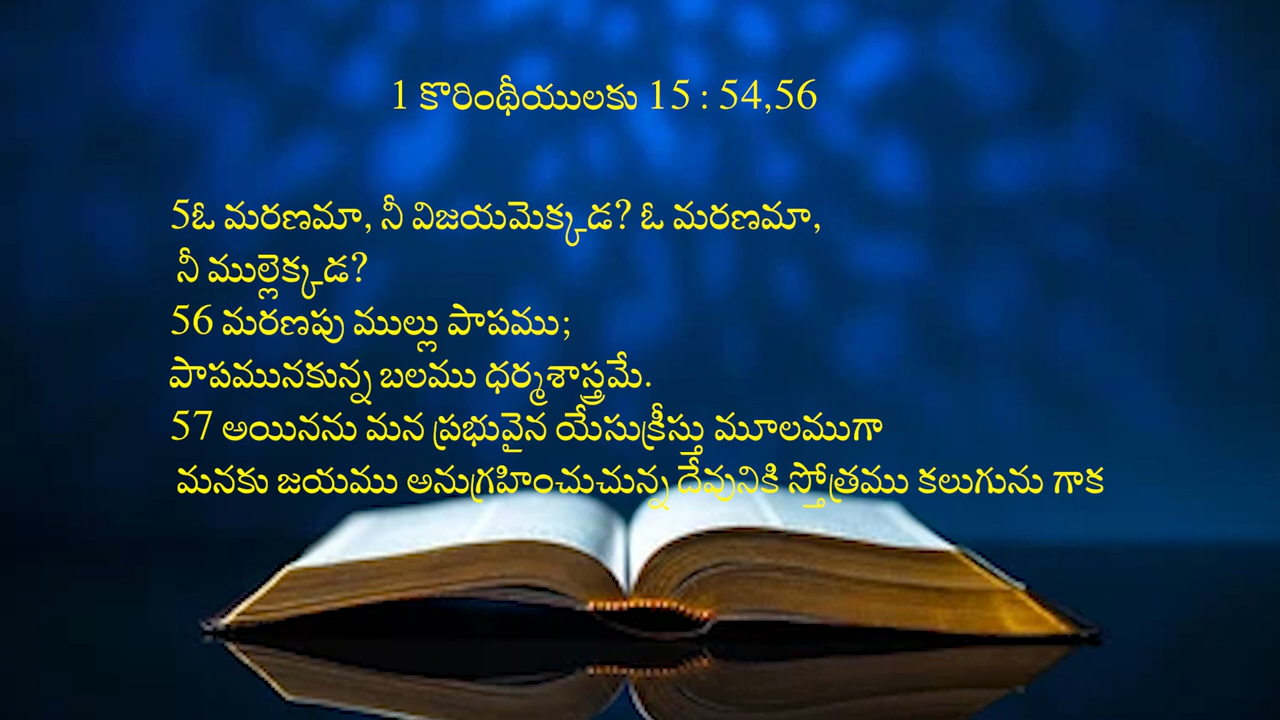 1 కొరింథీయులకు 15 : 54,56
5ఓ మరణమా, నీ విజయమెక్కడ? ఓ మరణమా,
నీ ముల్లెక్కడ?
56 మరణపు ముల్లు పాపము;
పాపమునకున్న బలము ధర్మశాస్త్రమే.
57 అయినను మన ప్రభువైన యేసుక్రీస్తు మూలముగా
మనకు జయము అనుగ్రహించుచున్న దేవునికి స్తోత్రము కలుగును గాక